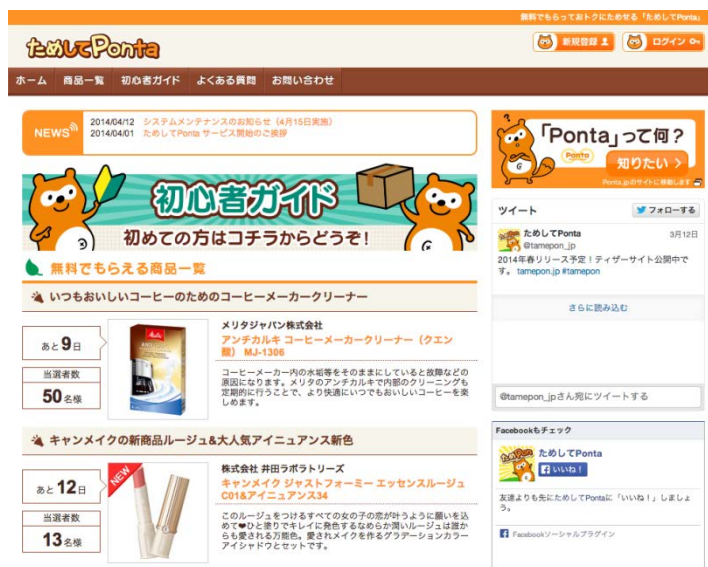 無料でもらっておトクにためせる「ためしてPonta」
ためしてPonta
新規登録
ログイン
ホーム 商品一覧 初心者ガイド よくある質問 お問い合わせ
NEWS
2014/04/12 システムメンテナンスのお知らせ（4月15日実施）
2014/04/01 ためしてPonta サービス開始のご挨拶
初心者ガイド
初めての方はコチラからどうぞ！
無料でもらえる商品一覧
いつもおいしいコーヒーのためのコーヒーメーカークリーナー
あと9日
当選者数
50名様
Melitta
メリタジャパン株式会社
アンチカルキ コーヒーメーカークリーナー（クエン
酸） MJ-1306
コーヒーメーカー内の水垢等をそのままにしていると故障などの
原因になります。メリタのアンチカルキで内部のクリーニングも
定期的に行うことで、より快適にいつでもおいしいコーヒーを楽
しめます。
キャンメイクの新商品ルージュ&大人気アイニュアンス新色
あと12日
当選者数
13名様
NEW
株式会社 井田ラボラトリーズ
キャンメイク ジャストフォーミー エッセンスルージュ
C01&アイニュアンス34
このルージュをつけるすべての女の子の恋が叶うように願いを込
めて❤ひと塗りでキレイに発色するなめらか潤いルージュは誰か
らも愛される万能色。愛されメイクを作るグラデーションカラー
アイシャドウとセットです。
「Ponta」って何？
Ponta
知りたい
Ponta.jpのサイトに移動します
ツイート
フォローする
ためしてPonta 3月12日
@tamepon_jp
2014年春リリース予定！ティザーサイト公開中で
す。 tamepon.jp #tamepon
さらに読み込む
@tamepon_jpさん宛にツイートする
Facebookもチェック
ためしてPonta
いいね！
友達よりも先にためしてPontaに「いいね！」しましょ
う。
Facebookソーシャルプラグイン